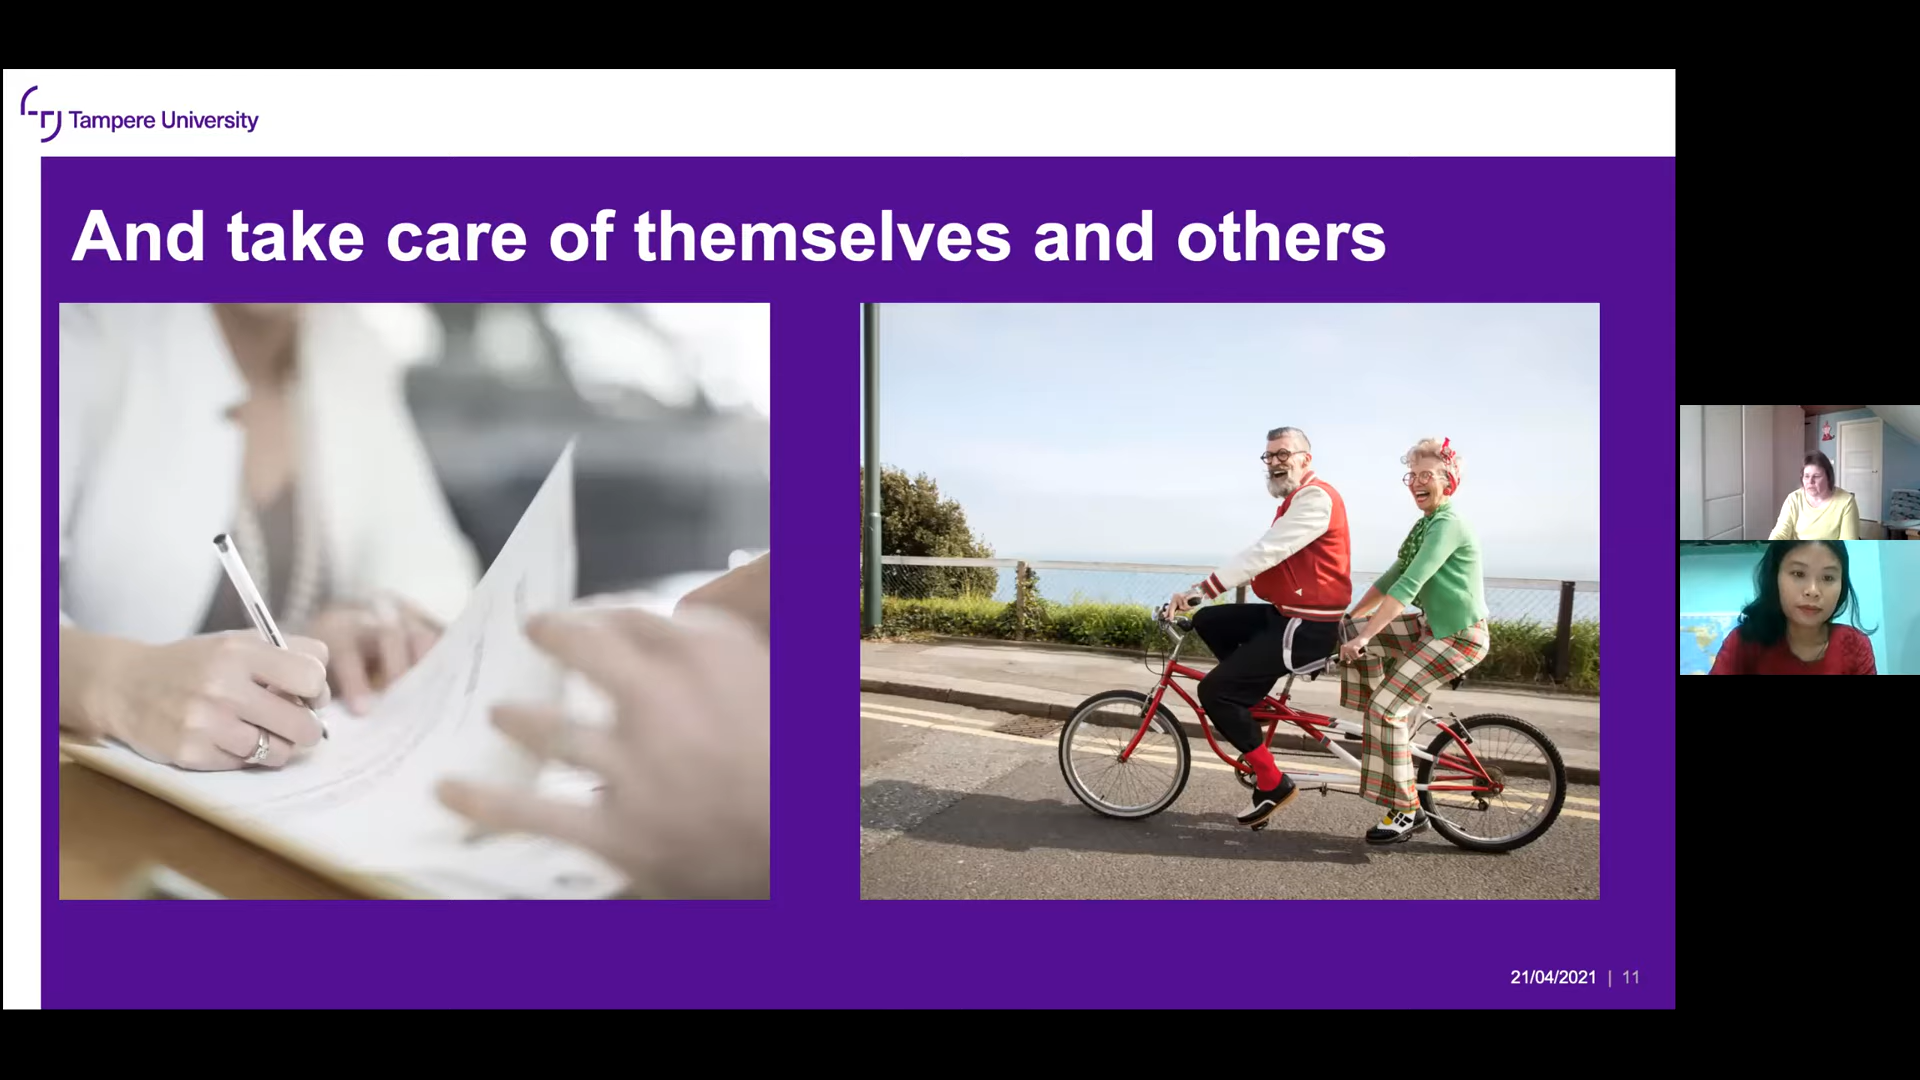 Tampere University
And take care of themselves and others
21/04/2021 | 11